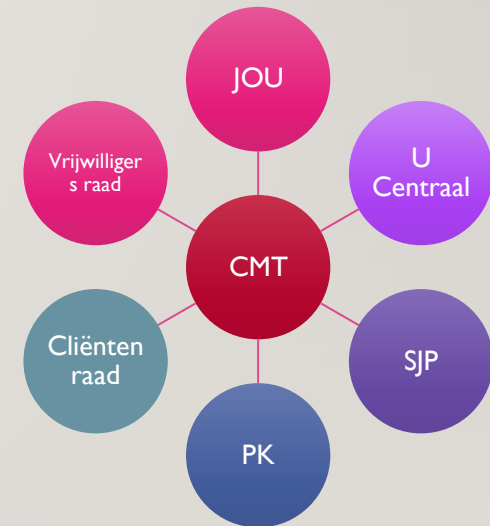 JOU
Vrijwilliger
s raad
U
Centraal
CMT
Cliënten
raad
SJP
PK